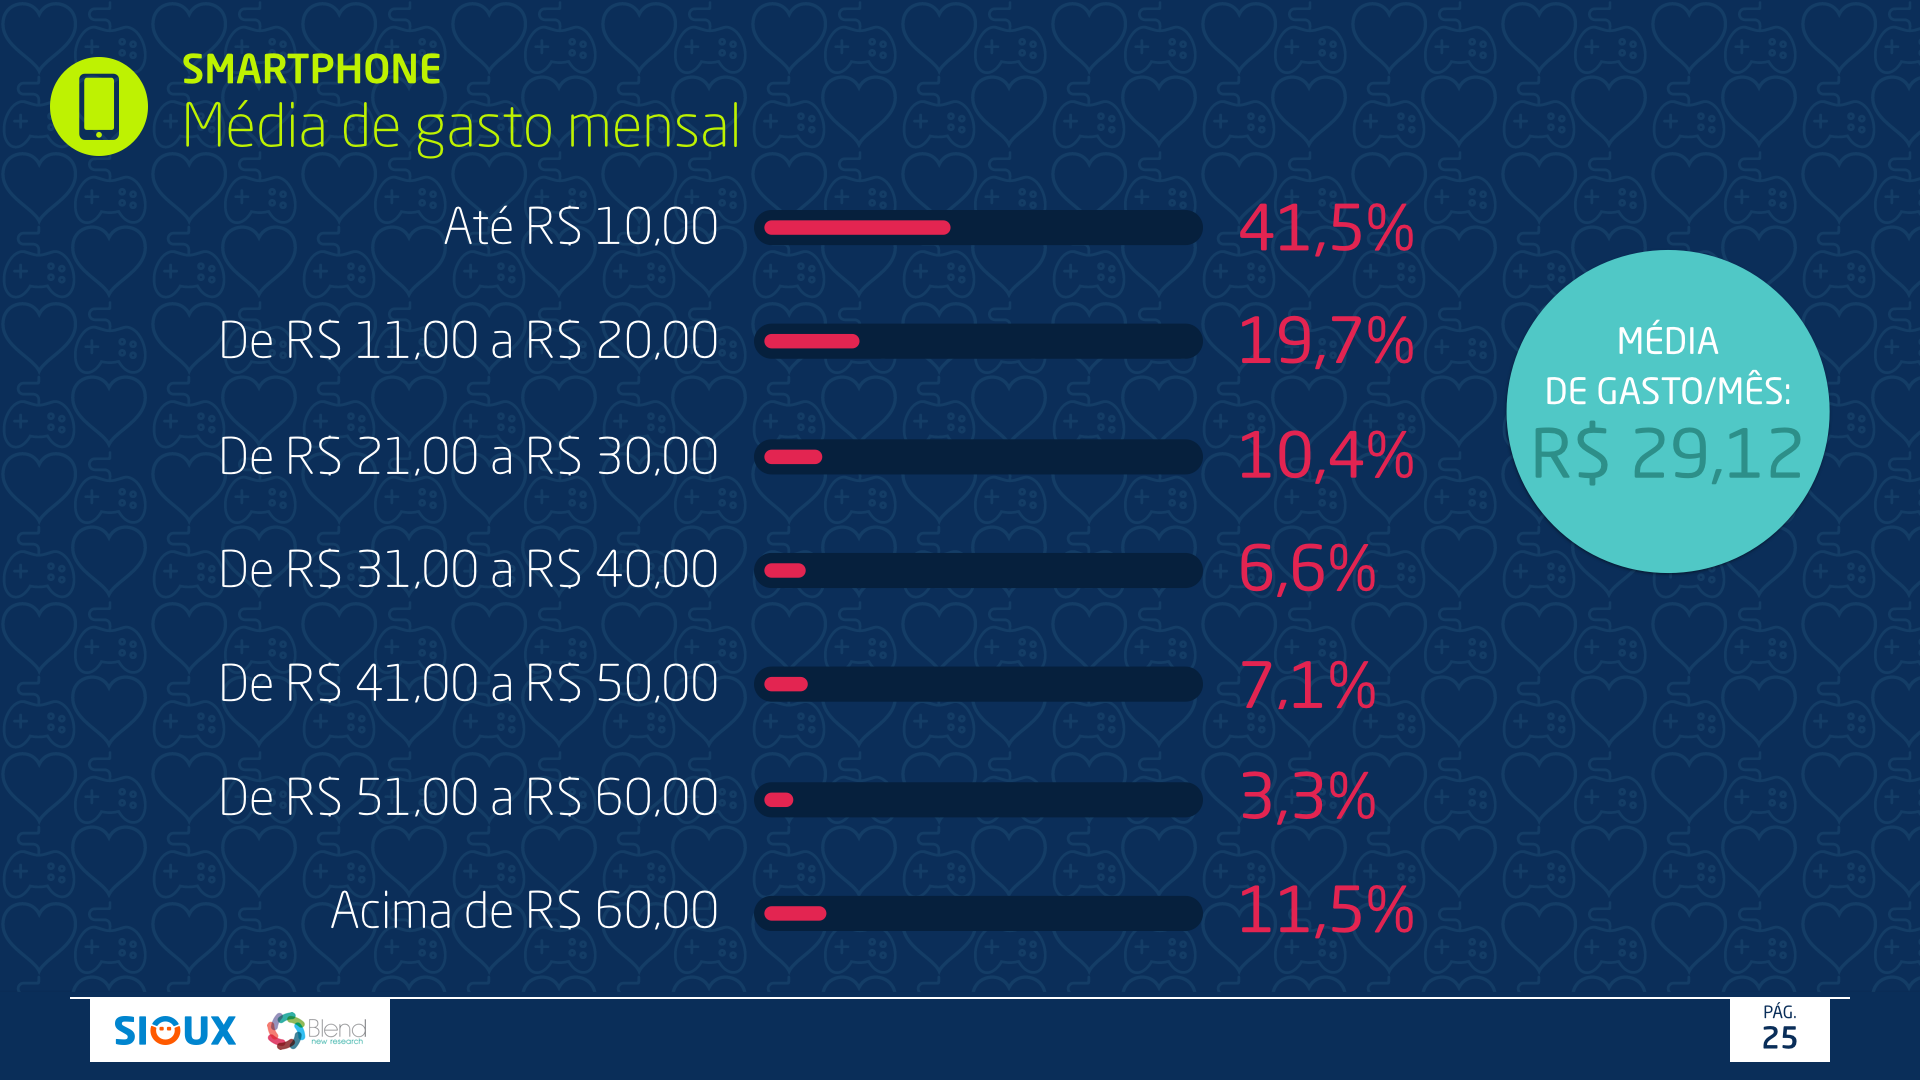 SMARTPHONE
Média de gasto mensal
Até R$ 10,00 41,5%
De R$ 11,00 a R$ 20,00 19,7%
De R$ 21,00 a R$ 30,00 10,4%
De R$ 31,00 a R$ 40,00 6,6%
De R$ 41,00 a R$ 50,00 7,1%
De R$ 51,00 a R$ 60,00 3,3%
Acima de R$ 60,00 11,5%
MÉDIA
DE GASTO/MÊS:
R$ 29,12
SIOUX
Blend
new research
PÁG.
25